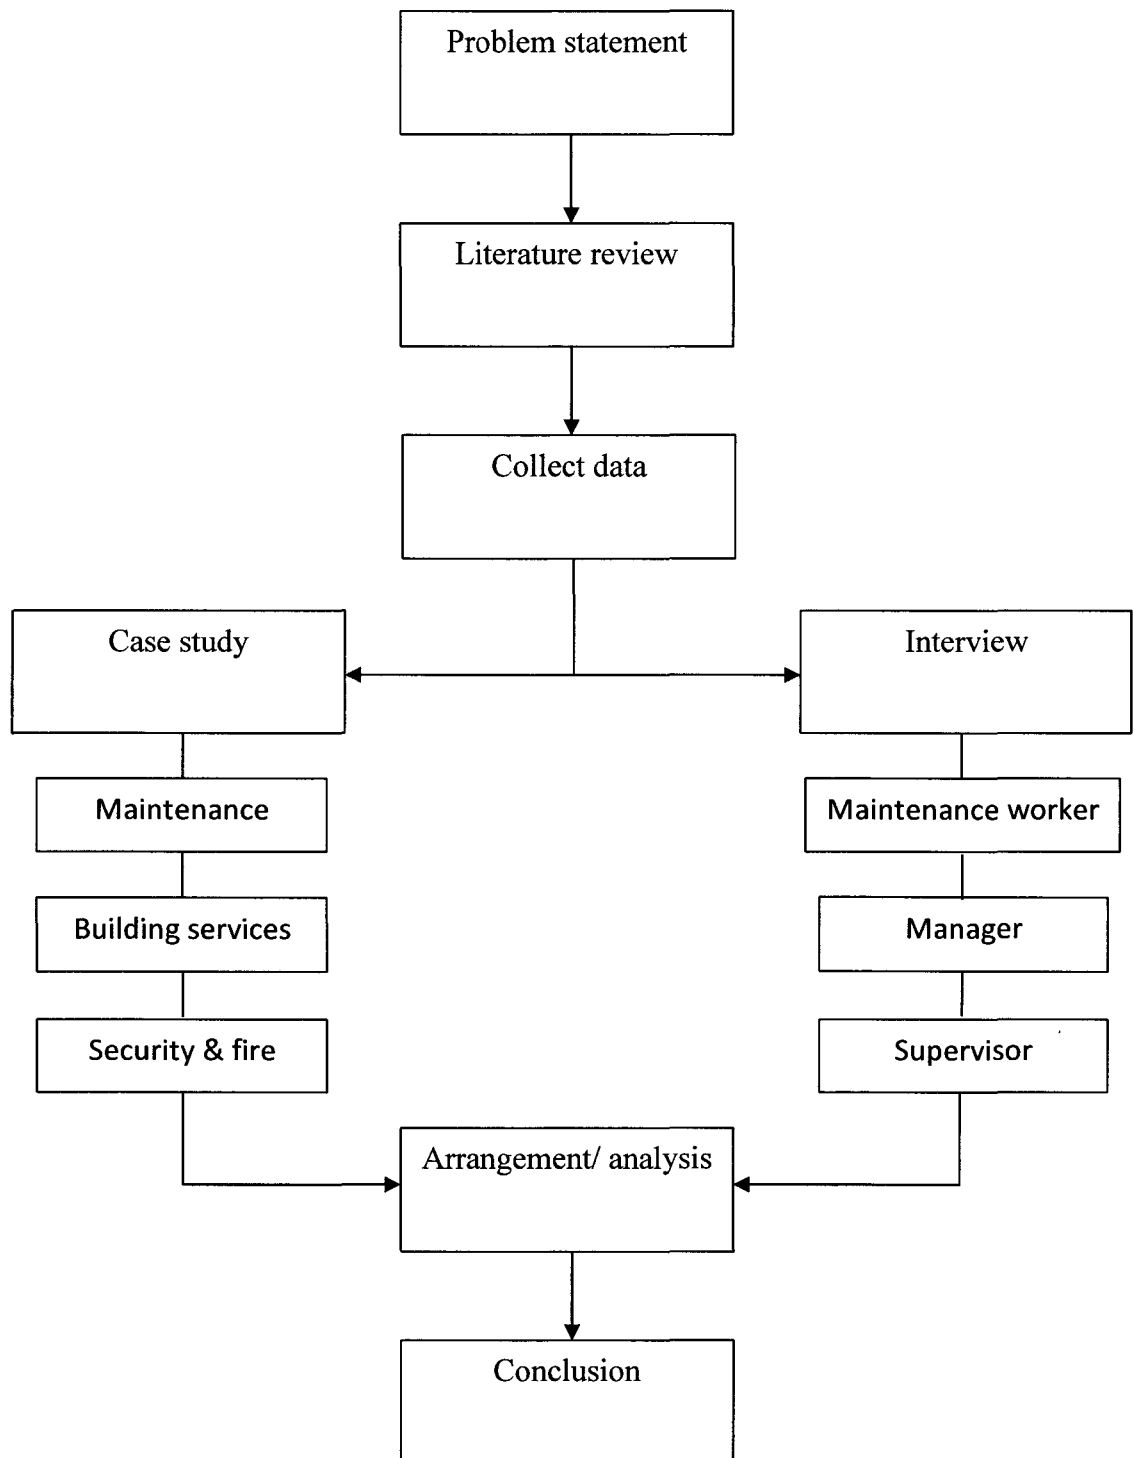 Problem statement
Literature review
Collect data
Case study
Interview
Maintenance
Maintenance worker
Building services
Manager
Security & fire
Supervisor
Arrangement/ analysis
Conclusion